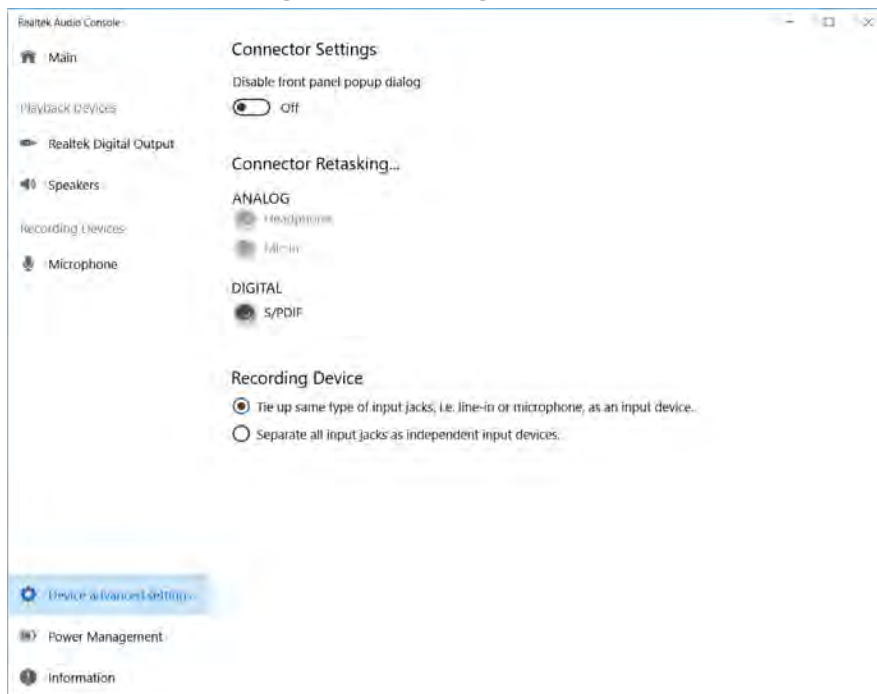 Realtek Audio Console
Main
Playback Devices
Realtek Digital Output
Speakers
Recording Devices
Microphone
Device advanced settings
Power Management
Information
Connector Settings
Disable front panel popup dialog
Off
Connector Retasking...
ANALOG
Headphone
Mic-in
DIGITAL
S/PDIF
Recording Device
Tie up same type of input jacks, i.e. line-in or microphone, as an input device.
Separate all input jacks as independent input devices.